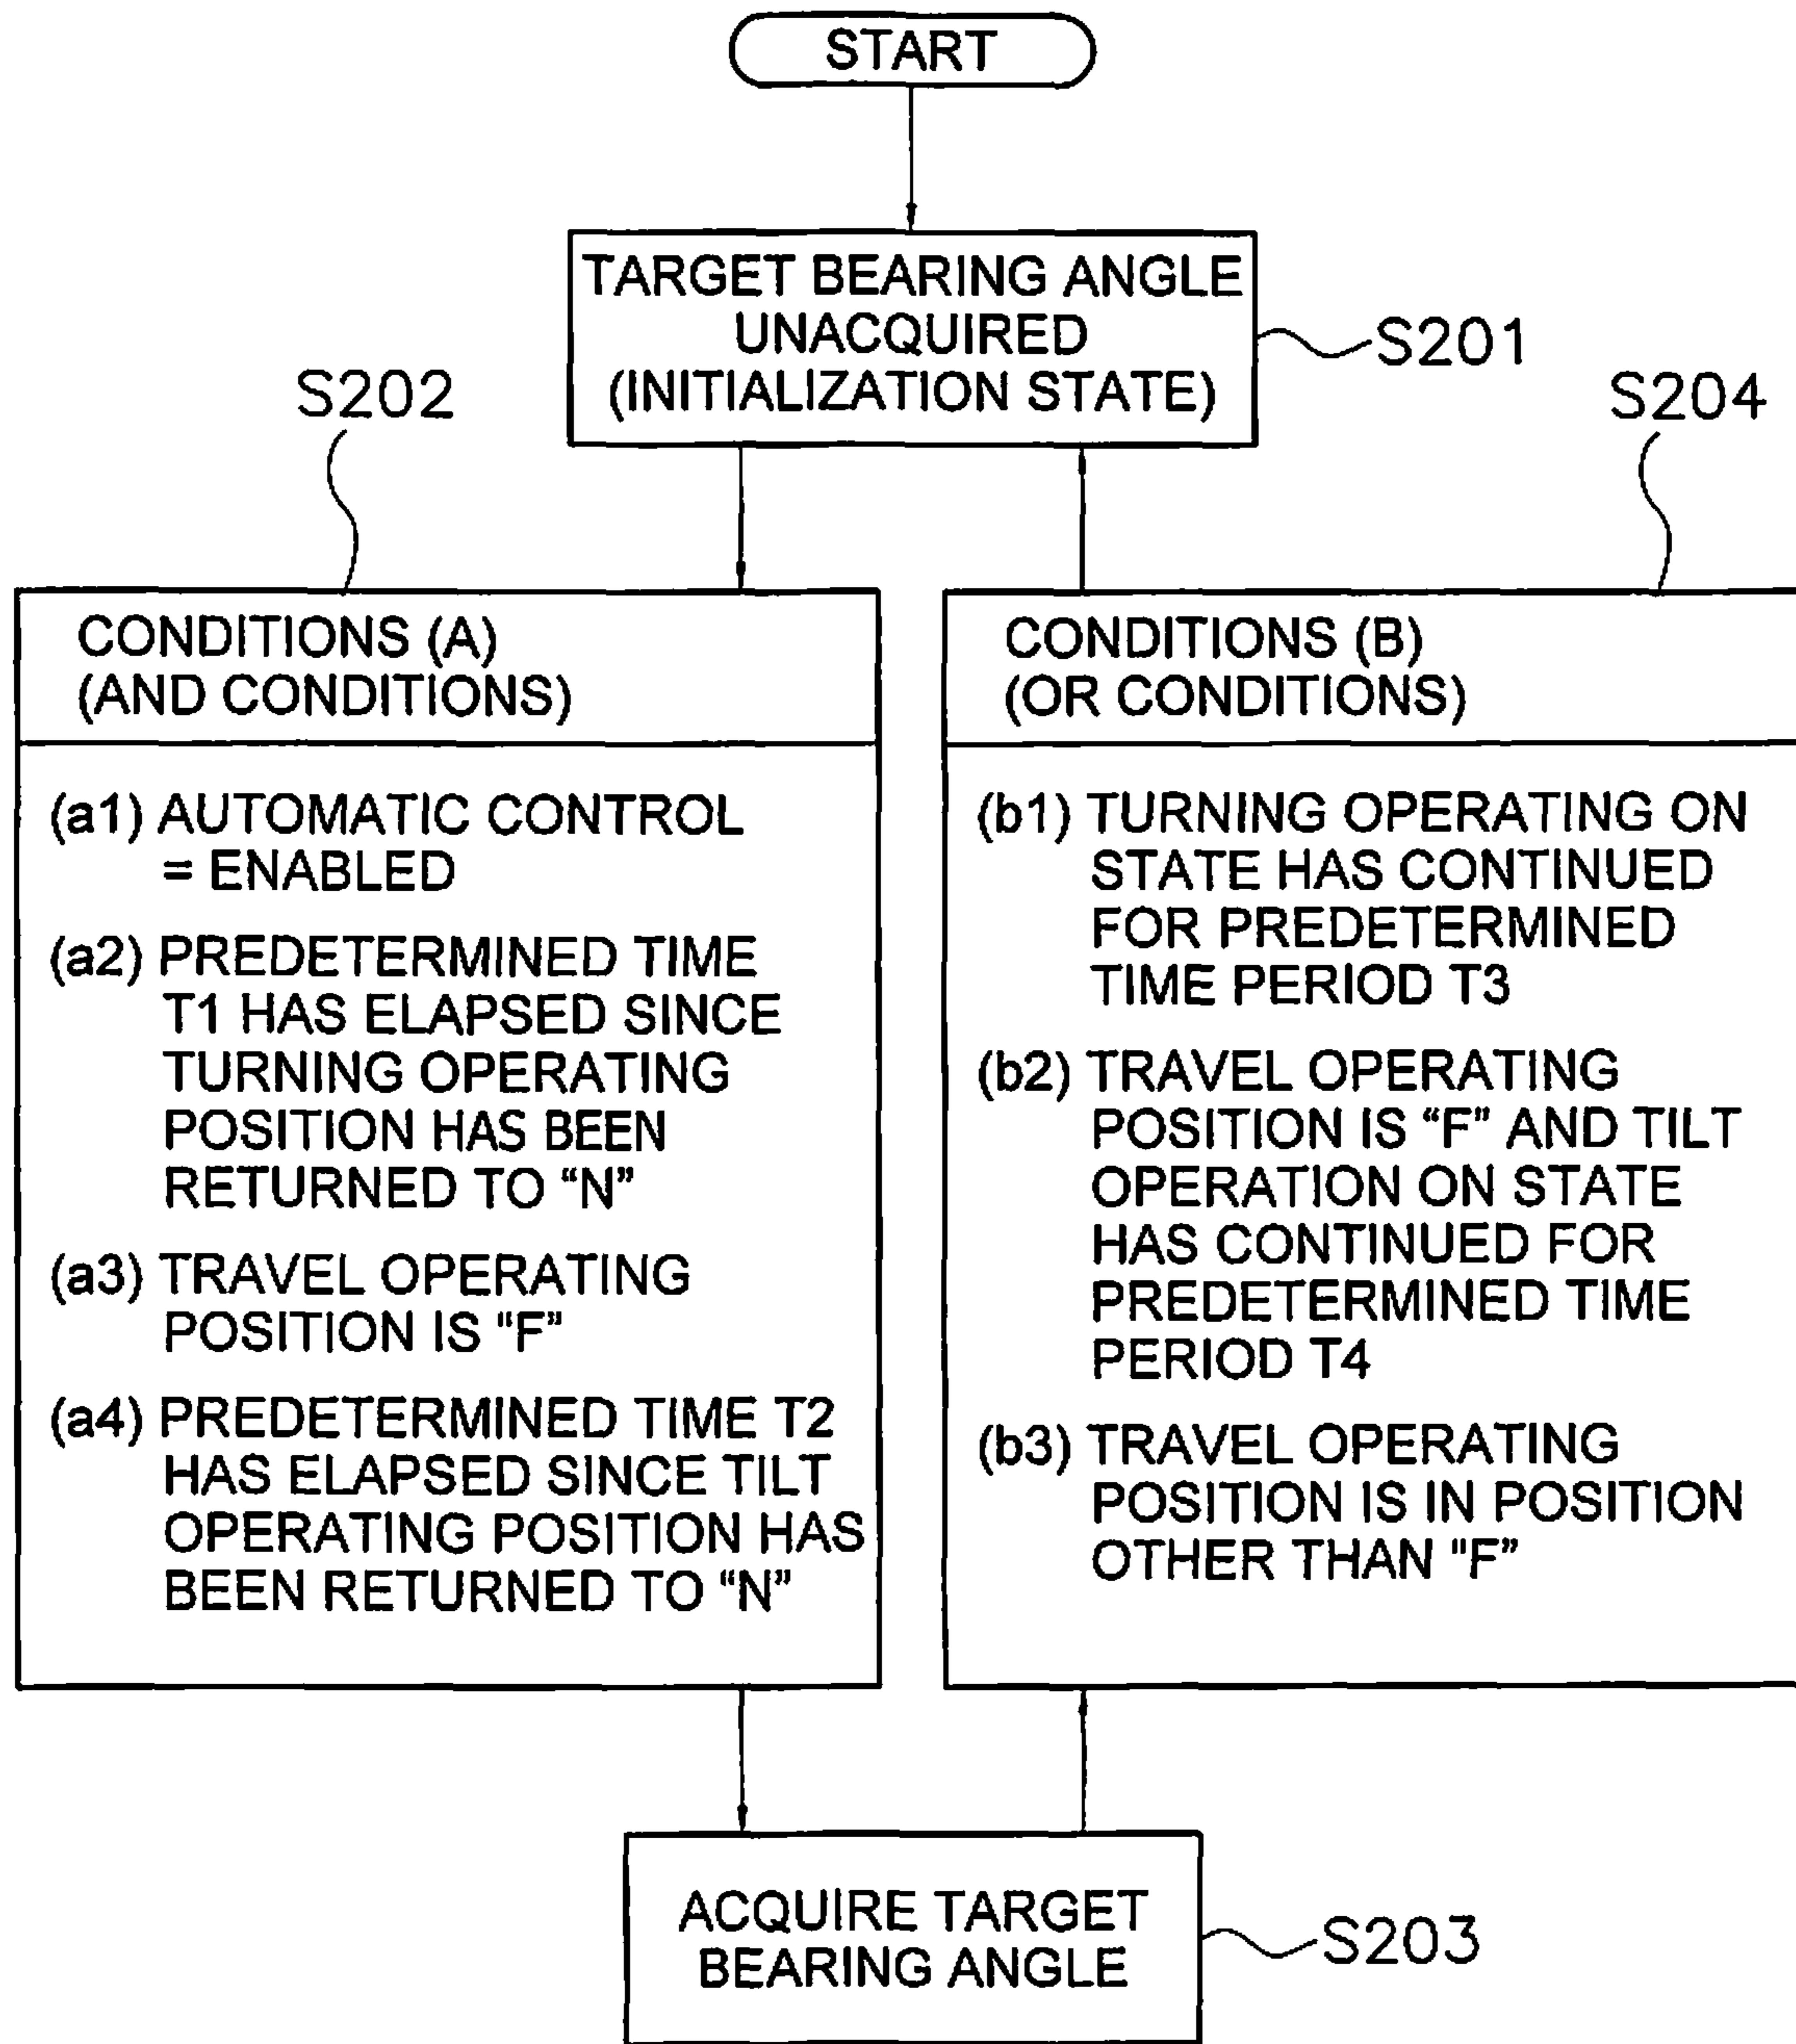 START
TARGET BEARING ANGLE
UNACQUIRED
(INITIALIZATION STATE)
S201
S202
S204
CONDITIONS (A)
(AND CONDITIONS)
(a1) AUTOMATIC CONTROL
= ENABLED
(a2) PREDETERMINED TIME
T1 HAS ELAPSED SINCE
TURNING OPERATING
POSITION HAS BEEN
RETURNED TO “N”
(a3) TRAVEL OPERATING
POSITION IS “F”
(a4) PREDETERMINED TIME T2
HAS ELAPSED SINCE TILT
OPERATING POSITION HAS
BEEN RETURNED TO “N”
CONDITIONS (B)
(OR CONDITIONS)
(b1) TURNING OPERATING ON
STATE HAS CONTINUED
FOR PREDETERMINED
TIME PERIOD T3
(b2) TRAVEL OPERATING
POSITION IS “F” AND TILT
OPERATION ON STATE
HAS CONTINUED FOR
PREDETERMINED TIME
PERIOD T4
(b3) TRAVEL OPERATING
POSITION IS IN POSITION
OTHER THAN “F”
ACQUIRE TARGET
BEARING ANGLE
S203